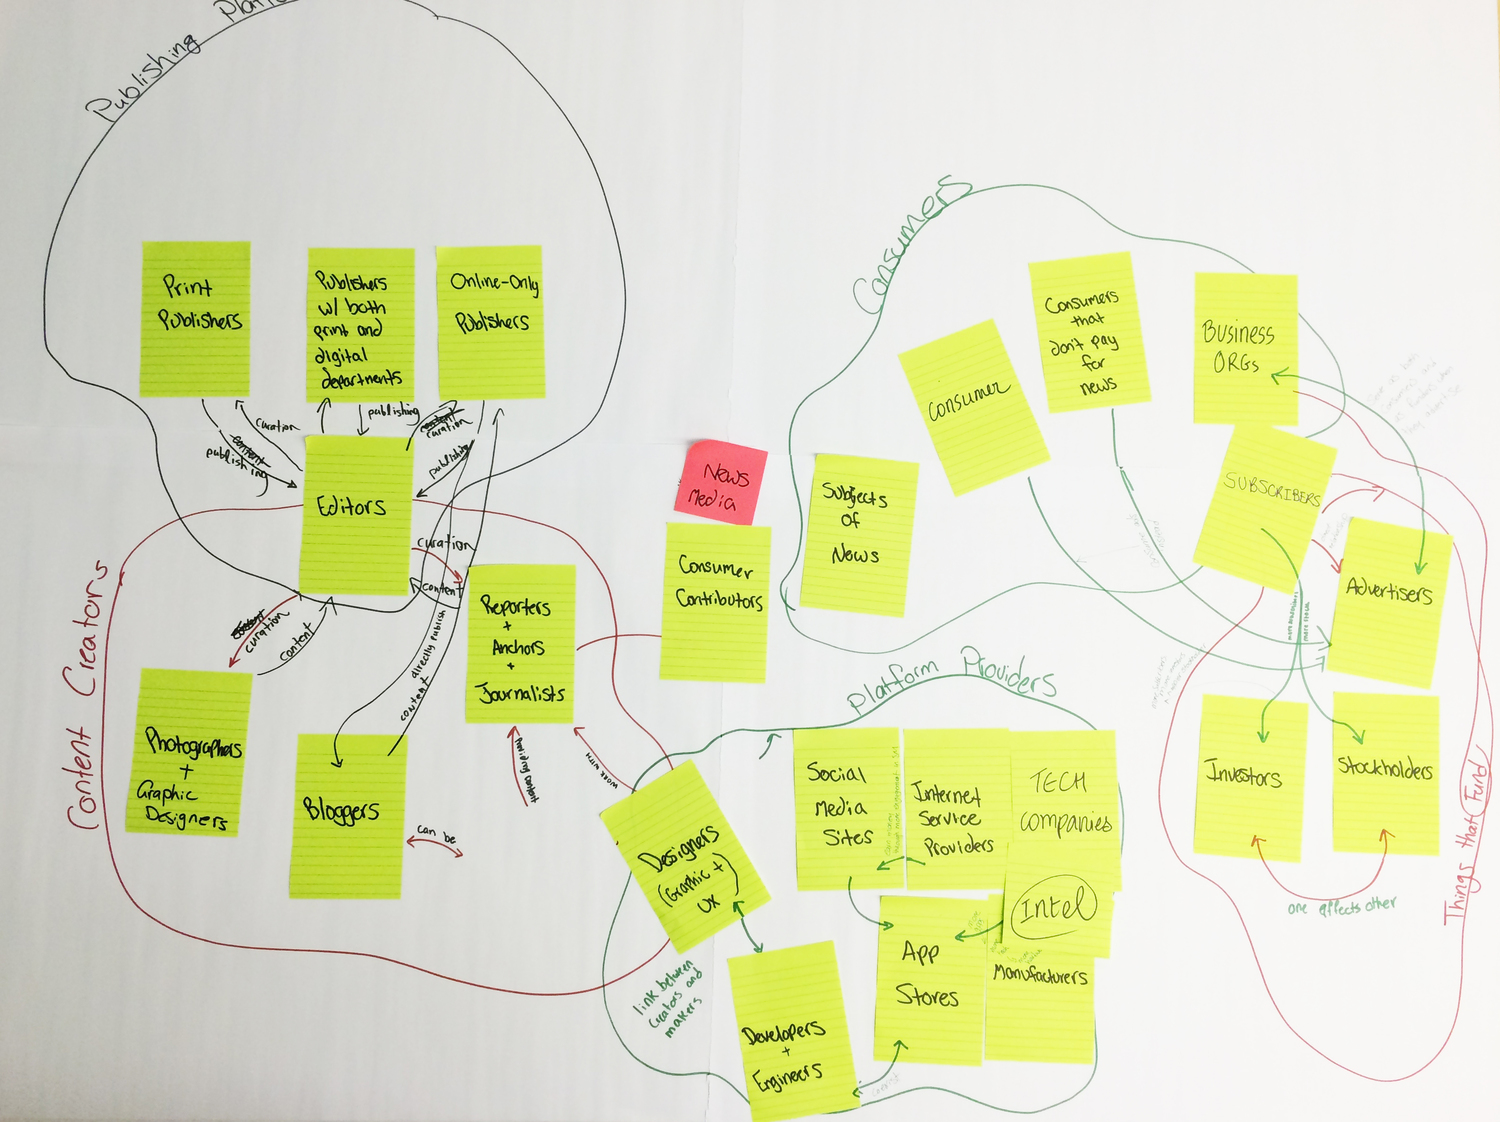 Publishing
Print
Publishers
Publishers
w/ both
print and
digital
departments
Online-Only
Publishers
curation
content
publishing
publishing
content
curation
publishing
Editors
curation
content
content
curation
content
directly publish
content
Reporters
+
Anchors
+
Journalists
Content Creators
Photographers
+
Graphic
Designers
Bloggers
can be
Providing content
work with
News
Media
Consumer
Contributors
Consumers
Subjects
of
News
Consumer
Consumers
that
don't pay
for
news
Business
ORGs
SUBSCRIBERS
Advertisers
more subscribers
more
Investors
Stockholders
one affects other
Things that Fund
Platform Providers
Social
Media
Sites
Internet
Service
Providers
TECH
companies
Intel
Manufacturers
App
Stores
Designers
(Graphic +
UX)
link between
creators and
makers
Developers
+
Engineers